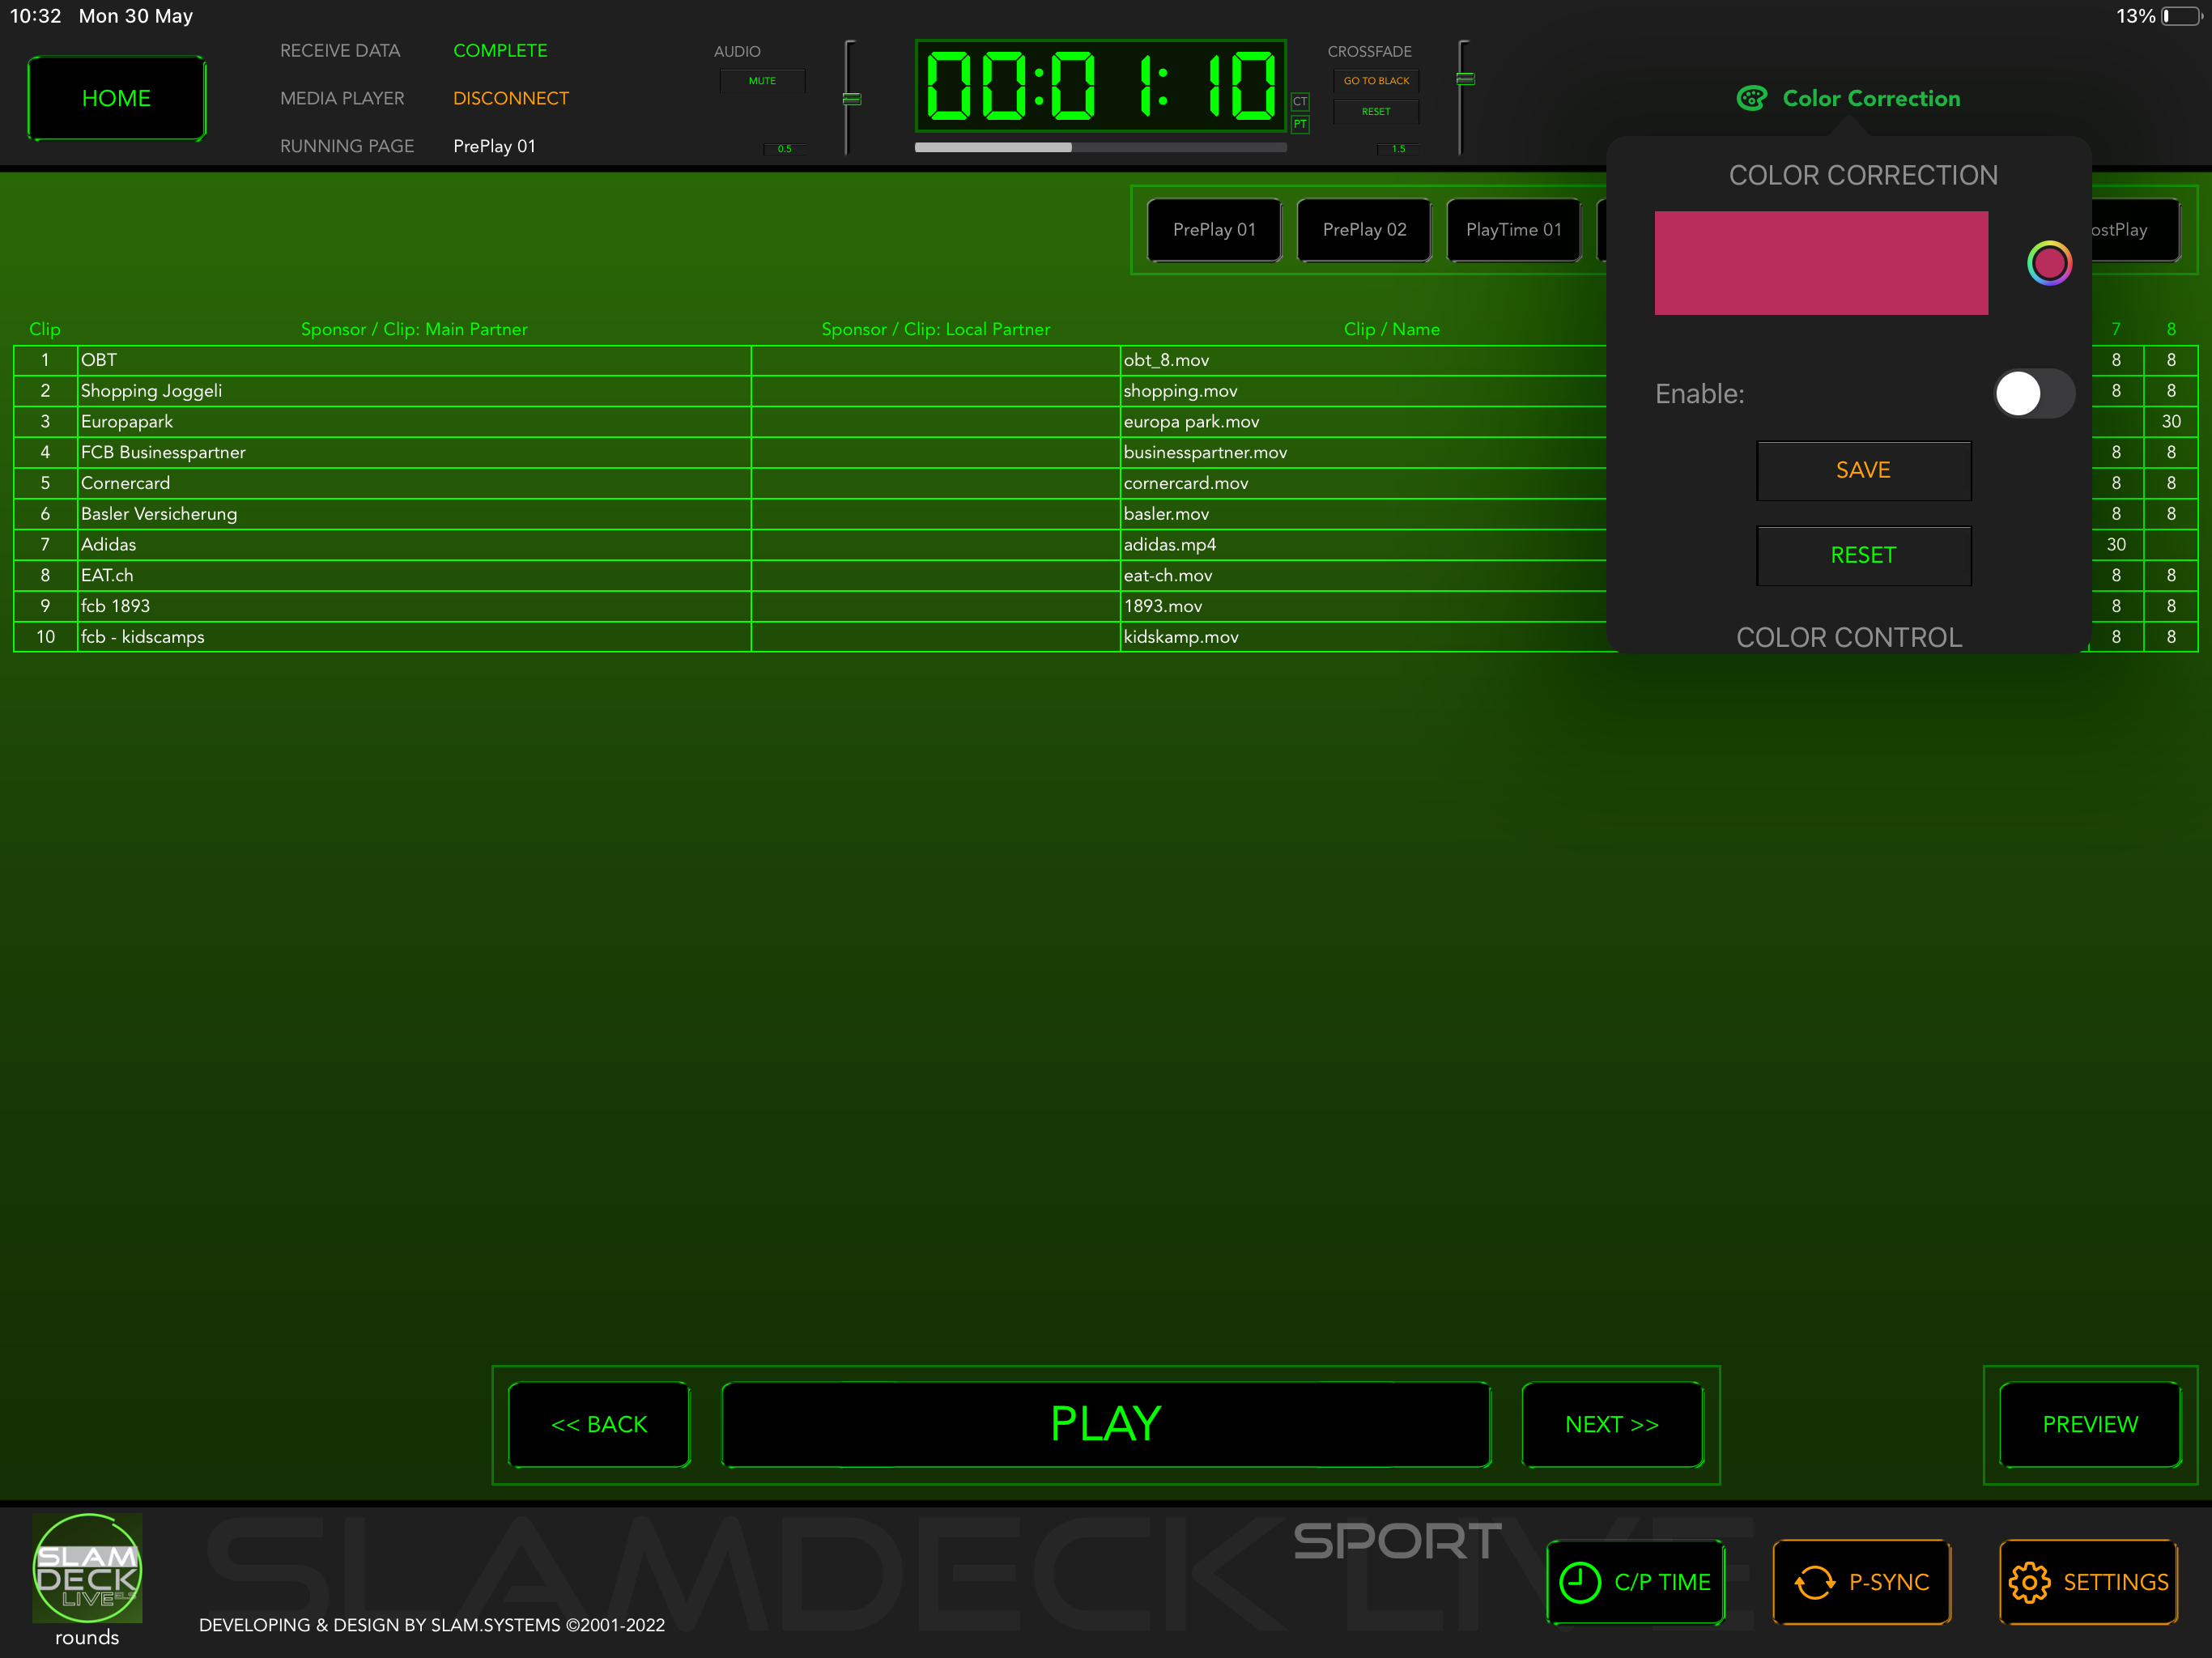 10:32 Mon 30 May
13%
HOME
RECEIVE DATA COMPLETE
MEDIA PLAYER DISCONNECT
RUNNING PAGE PrePlay 01
AUDIO
MUTE
0.5
00:01:10
CT
PT
CROSSFADE
GO TO BLACK
RESET
1.5
Color Correction
COLOR CORRECTION
Enable:
SAVE
RESET
COLOR CONTROL
PrePlay 01 PrePlay 02 PlayTime 01 ostPlay
Clip Sponsor / Clip: Main Partner Sponsor / Clip: Local Partner Clip / Name 7 8
1 OBT obt_8.mov 8 8
2 Shopping Joggeli shopping.mov 8 8
3 Europapark europa park.mov 30
4 FCB Businesspartner businesspartner.mov 8 8
5 Cornercard cornercard.mov 8 8
6 Basler Versicherung basler.mov 8 8
7 Adidas adidas.mp4 30
8 EAT.ch eat-ch.mov 8 8
9 fcb 1893 1893.mov 8 8
10 fcb - kidscamps kidskamp.mov 8 8
<< BACK PLAY NEXT >> PREVIEW
SLAMDECK LIVE
SPORT
SLAM
DECK
LIVE
rounds
DEVELOPING & DESIGN BY SLAM.SYSTEMS ©2001-2022
C/P TIME P-SYNC SETTINGS